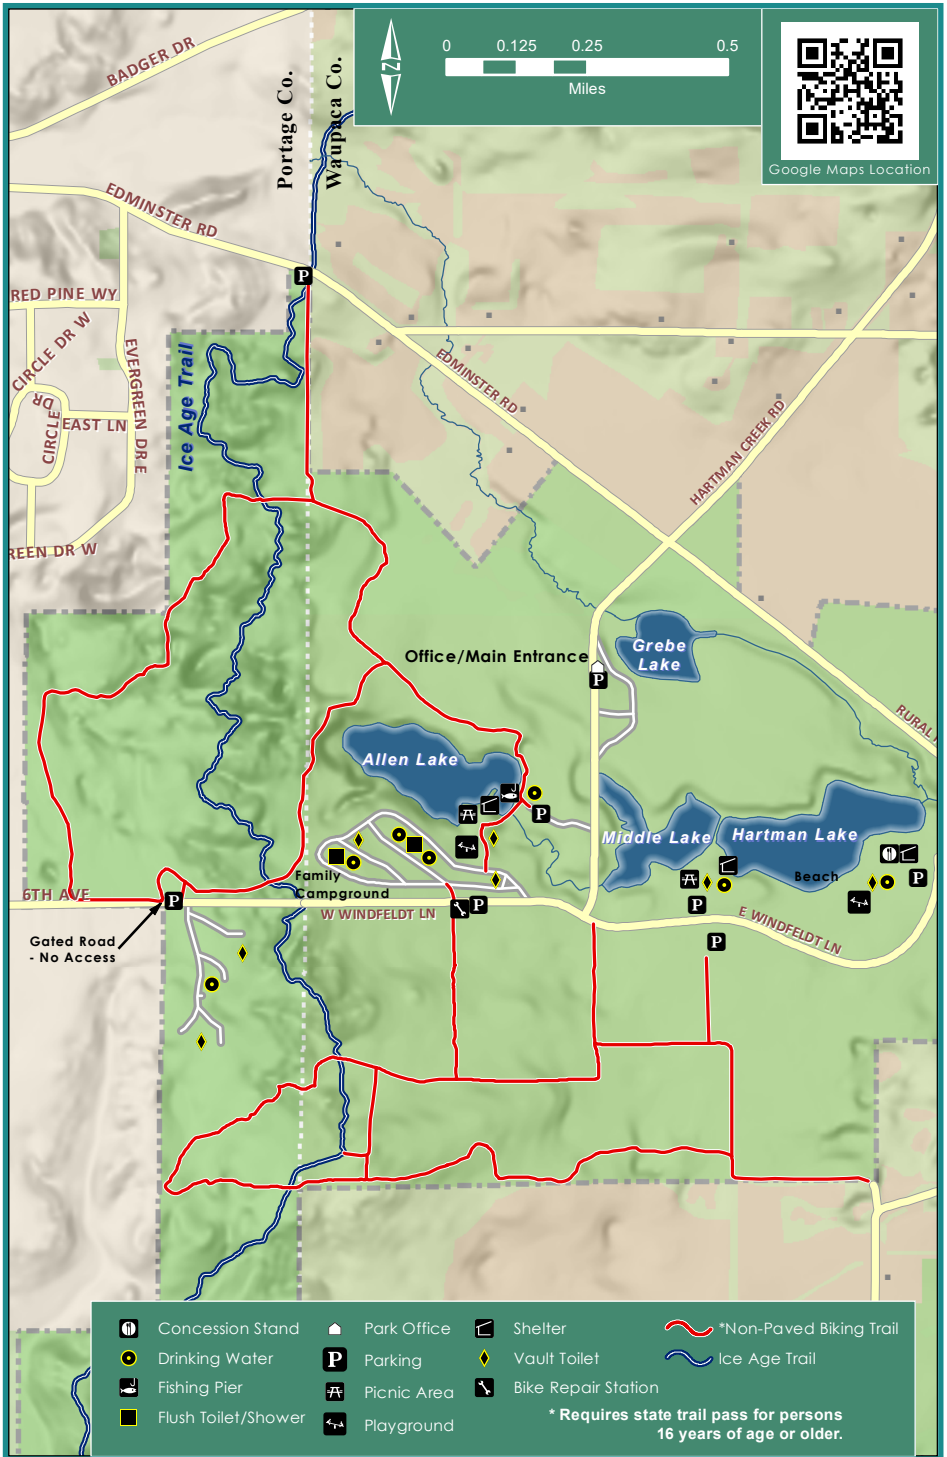 0 0.125 0.25 0.5
Miles
N
Google Maps Location
BADGER DR
Portage Co.
Waupaca Co.
EDMINSTER RD
P
RED PINE WY
CIRCLE DR W
EVERGREEN DR E
Ice Age Trail
EDMINSTER RD
HARTMAN CREEK RD
CIRCLE
DR
EAST LN
REEN DR W
Office/Main Entrance
P
Grebe
Lake
RURAL
Allen Lake
P
Middle Lake
Hartman Lake
Beach
P
Family
Campground
6TH AVE
P
W WINDFELDT LN
P
P
E WINDFELDT LN
P
Gated Road
- No Access
Concession Stand
Drinking Water
Fishing Pier
Flush Toilet/Shower
Park Office
P Parking
Picnic Area
Playground
Shelter
Vault Toilet
Bike Repair Station
*Non-Paved Biking Trail
Ice Age Trail
* Requires state trail pass for persons
16 years of age or older.